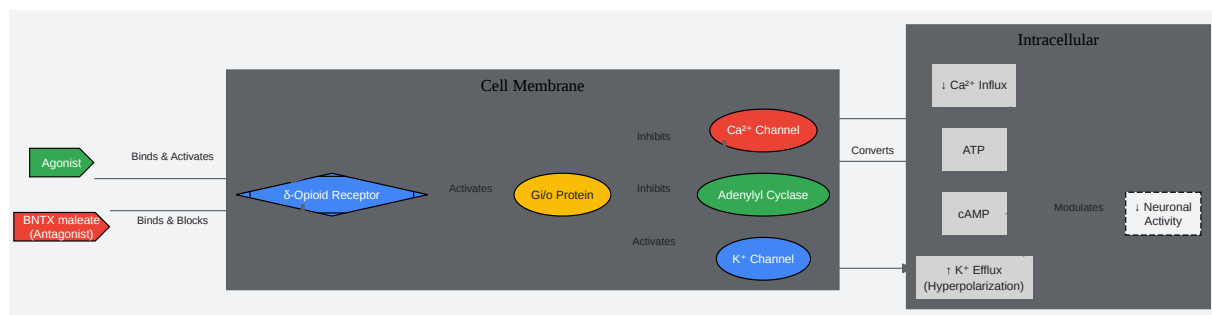 Intracellular
Cell Membrane
↓ Ca²⁺ Influx
Ca²⁺ Channel
Inhibits
Binds & Activates
Converts
ATP
Agonist
δ-Opioid Receptor
Activates
Gi/o Protein
Inhibits
Adenylyl Cyclase
cAMP
Modulates
↓ Neuronal
Activity
BNTX maleate
(Antagonist)
Binds & Blocks
Activates
K⁺ Channel
↑ K⁺ Efflux
(Hyperpolarization)